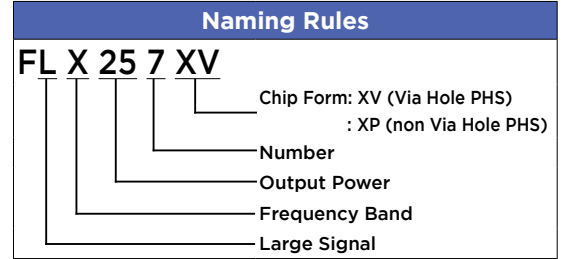 Naming Rules
FL X 25 7 XV
Chip Form: XV (Via Hole PHS)
: XP (non Via Hole PHS)
Number
Output Power
Frequency Band
Large Signal